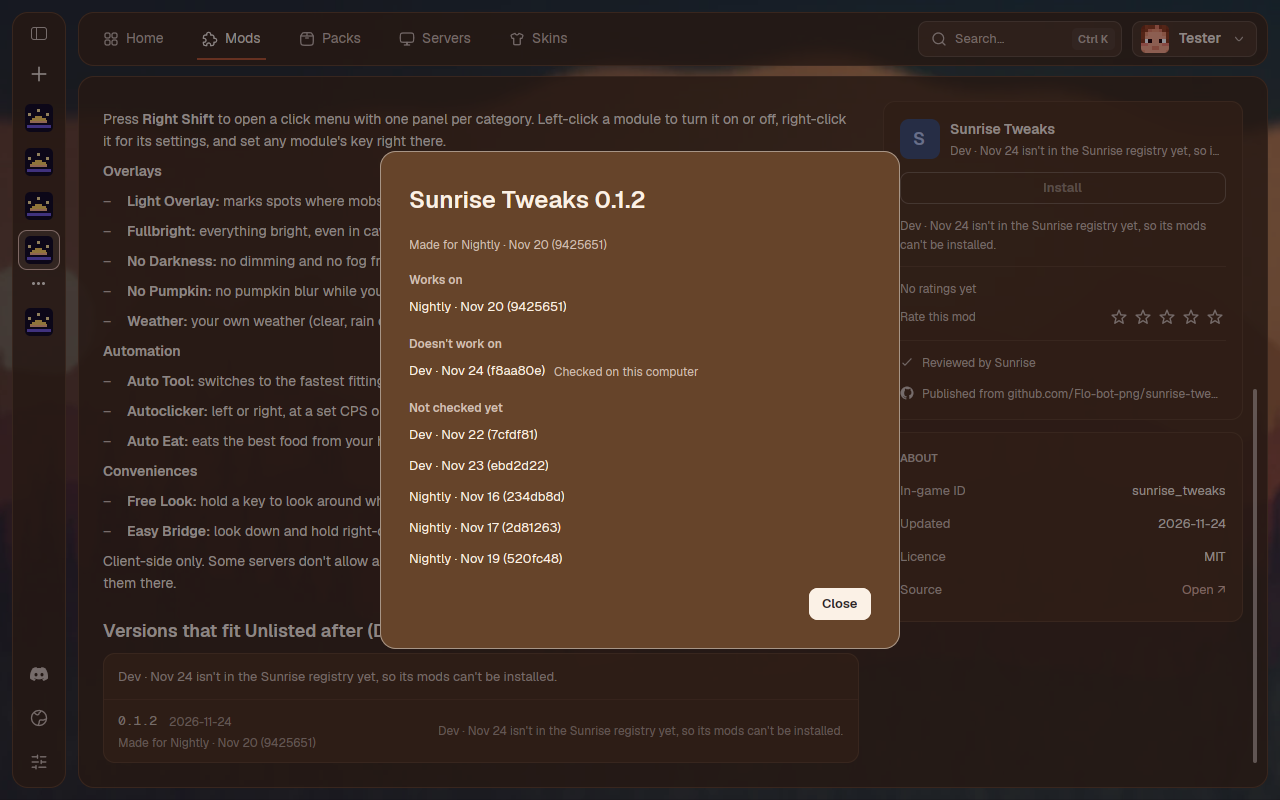 Home
Mods
Packs
Servers
Skins
Search...
Ctrl K
Tester
Press Right Shift to open a click menu with one panel per category. Left-click a module to turn it on or off, right-click
it for its settings, and set any module's key right there.
Overlays
– Light Overlay: marks spots where mobs
– Fullbright: everything bright, even in
– No Darkness: no dimming and no fog
– No Pumpkin: no pumpkin blur while you
– Weather: your own weather (clear, rain
Automation
– Auto Tool: switches to the fastest fitting
– Autoclicker: left or right, at a set CPS
– Auto Eat: eats the best food from your
Conveniences
– Free Look: hold a key to look around
– Easy Bridge: look down and hold
Client-side only. Some servers don't allow
them there.
Versions that fit Unlisted after
Dev · Nov 24 isn't in the Sunrise registry yet, so its mods can't be installed.
0.1.2 2026-11-24
Made for Nightly · Nov 20 (9425651)
Dev · Nov 24 isn't in the Sunrise registry yet, so its mods can't be installed.
Sunrise Tweaks 0.1.2
Made for Nightly · Nov 20 (9425651)
Works on
Nightly · Nov 20 (9425651)
Doesn't work on
Dev · Nov 24 (f8aa80e) Checked on this computer
Not checked yet
Dev · Nov 22 (7cfdf81)
Dev · Nov 23 (ebd2d22)
Nightly · Nov 16 (234db8d)
Nightly · Nov 17 (2d81263)
Nightly · Nov 19 (520fc48)
Close
S
Sunrise Tweaks
Dev · Nov 24 isn't in the Sunrise registry yet, so i...
Install
Dev · Nov 24 isn't in the Sunrise registry yet, so its mods
can't be installed.
No ratings yet
Rate this mod
Reviewed by Sunrise
Published from github.com/Flo-bot-png/sunrise-twe...
ABOUT
In-game ID sunrise_tweaks
Updated 2026-11-24
Licence MIT
Source Open ↗